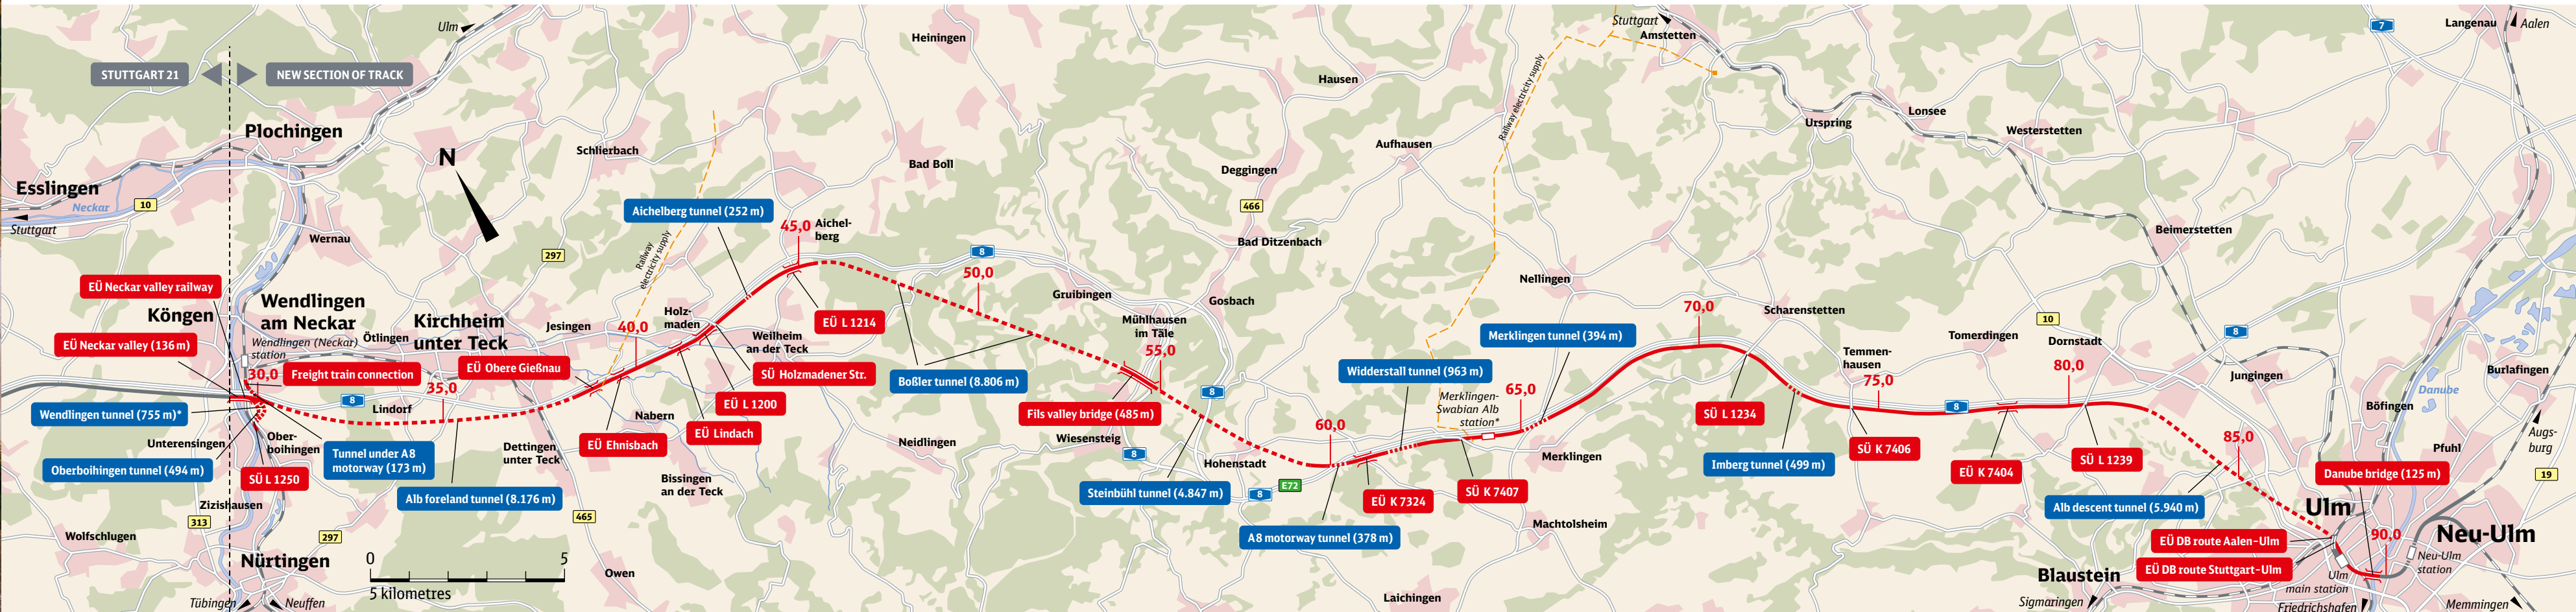 Ulm
Stuttgart
Amstetten
7
Langenau
Aalen
Heiningen
STUTTGART 21
NEW SECTION OF TRACK
Hausen
Railway electricity supply
Plochingen
Lonsee
Urspring
Westerstetten
N
Schlierbach
Bad Boll
Aufhausen
Deggingen
Esslingen
Neckar
10
Stuttgart
Wernau
297
Aichelberg tunnel (252 m)
45,0
Aichel-
berg
466
Bad Ditzenbach
Beimerstetten
Railway
electricity supply
8
50,0
Nellingen
EÜ Neckar valley railway
Köngen
Wendlingen
am Neckar
Wendlingen (Neckar)
station
Ötlingen
Kirchheim
unter Teck
Jesingen
40,0
Holz-
maden
Weilheim
an der Teck
EÜ L 1214
Gruibingen
Gosbach
Mühlhausen
im Täle
55,0
Merklingen tunnel (394 m)
70,0
Scharenstetten
10
Tomerdingen
Dornstadt
8
EÜ Neckar valley (136 m)
30,0
Freight train connection
35,0
EÜ Obere Gießnau
SÜ Holzmadener Str.
Boßler tunnel (8.806 m)
8
Widderstall tunnel (963 m)
Merklingen-
Swabian Alb
station*
65,0
Temmen-
hausen
75,0
80,0
Jungingen
Burlafingen
Danube
Wendlingen tunnel (755 m)*
8
Lindorf
EÜ L 1200
Nabern
EÜ Lindach
Fils valley bridge (485 m)
SÜ L 1234
8
Böfingen
Unterensingen
Ober-
boihingen
Tunnel under A8
motorway (173 m)
Dettingen
unter Teck
EÜ Ehnisbach
Neidlingen
Wiesensteig
8
60,0
SÜ K 7406
85,0
Augs-
burg
Pfuhl
Oberboihingen tunnel (494 m)
SÜ L 1250
Alb foreland tunnel (8.176 m)
Bissingen
an der Teck
Hohenstadt
Steinbühl tunnel (4.847 m)
8
E72
EÜ K 7324
SÜ K 7407
Merklingen
Imberg tunnel (499 m)
EÜ K 7404
SÜ L 1239
Danube bridge (125 m)
19
Zizishausen
313
Wolfschlugen
297
465
A8 motorway tunnel (378 m)
Machtolsheim
Alb descent tunnel (5.940 m)
Ulm
90,0
Neu-Ulm
EÜ DB route Aalen-Ulm
Neu-Ulm
station
Nürtingen
0
5
5 kilometres
Owen
Laichingen
Blaustein
EÜ DB route Stuttgart-Ulm
Ulm
main station
Tübingen
Neuffen
Sigmaringen
Friedrichshafen
Memmingen